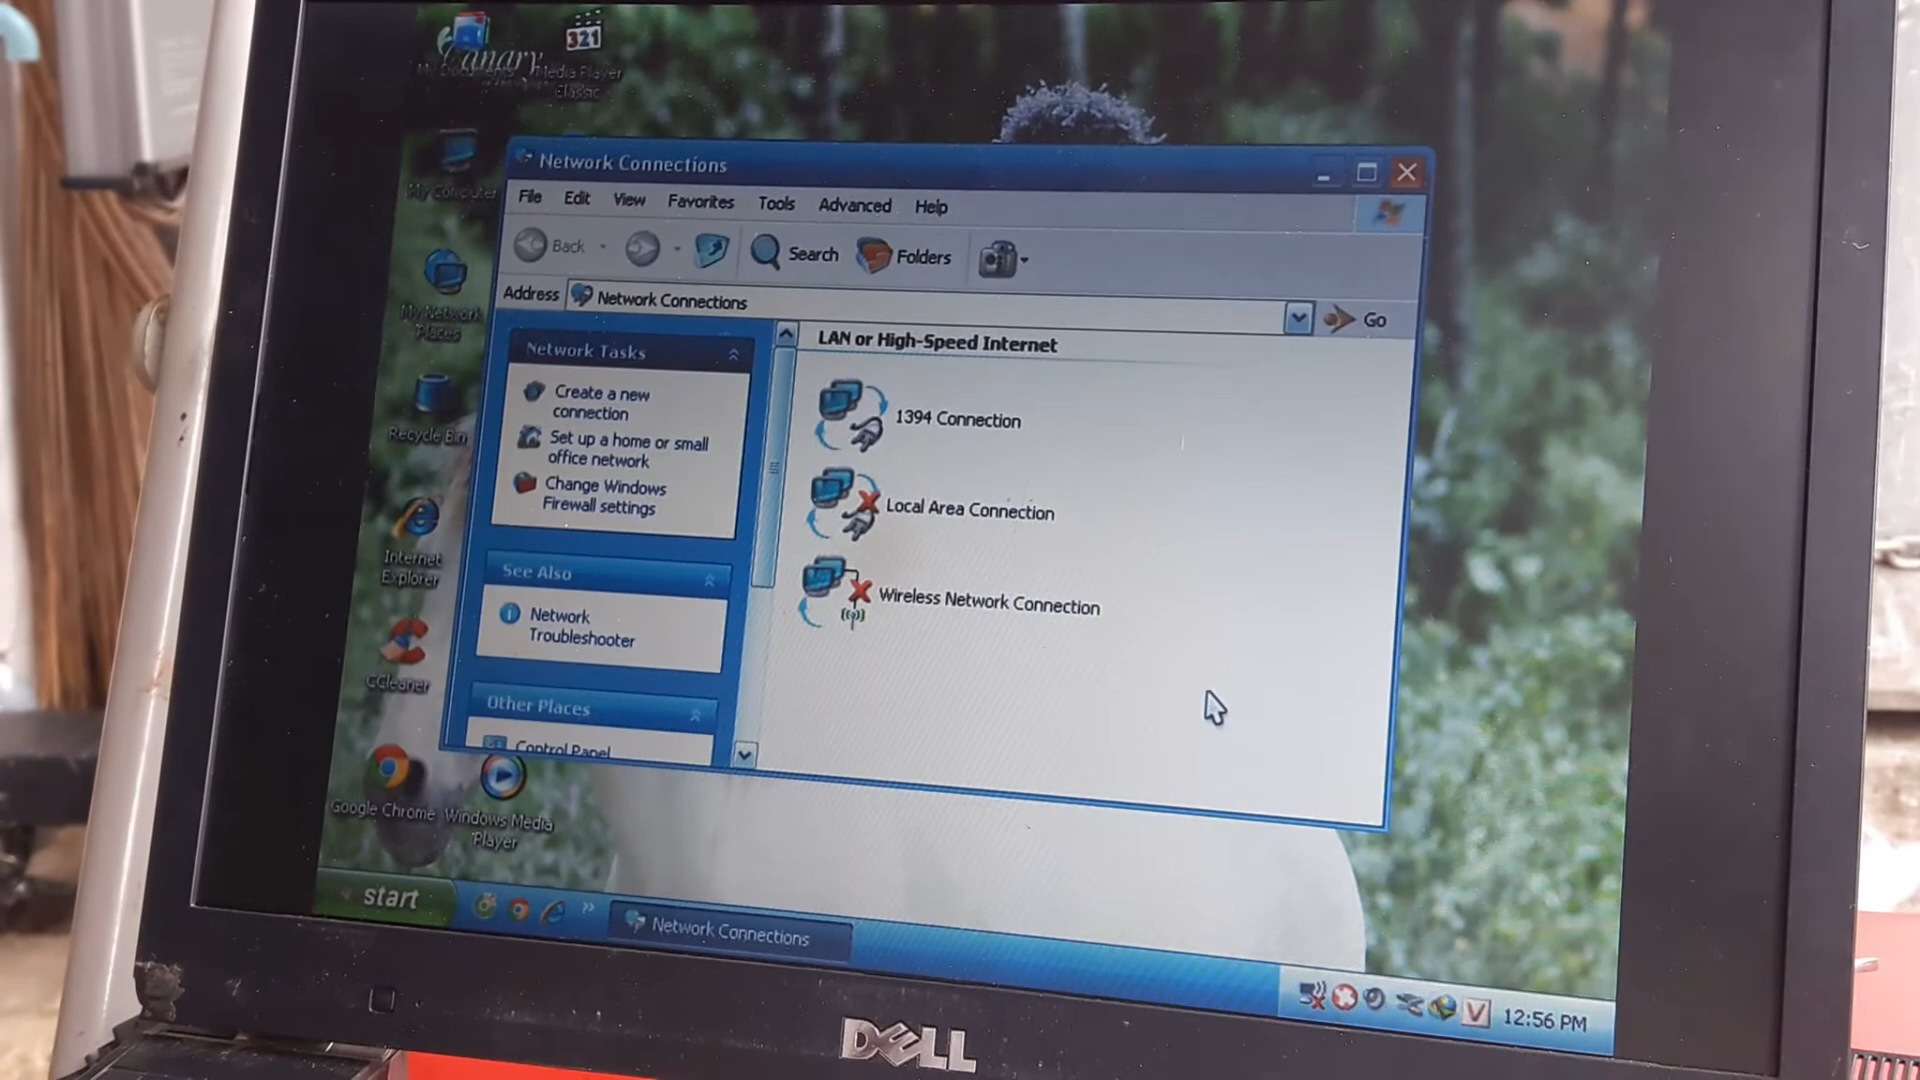 Canary
My Documents
321
Media Player
Classic
My Computer
My Network
Places
Recycle Bin
Internet
Explorer
CCleaner
Google Chrome
Windows Media
Player
Network Connections
File Edit View Favorites Tools Advanced Help
Back Search Folders
Address Network Connections Go
Network Tasks
Create a new
connection
Set up a home or small
office network
Change Windows
Firewall settings
See Also
Network
Troubleshooter
Other Places
Control Panel
LAN or High-Speed Internet
1394 Connection
Local Area Connection
Wireless Network Connection
start
Network Connections
V
12:56 PM
DELL